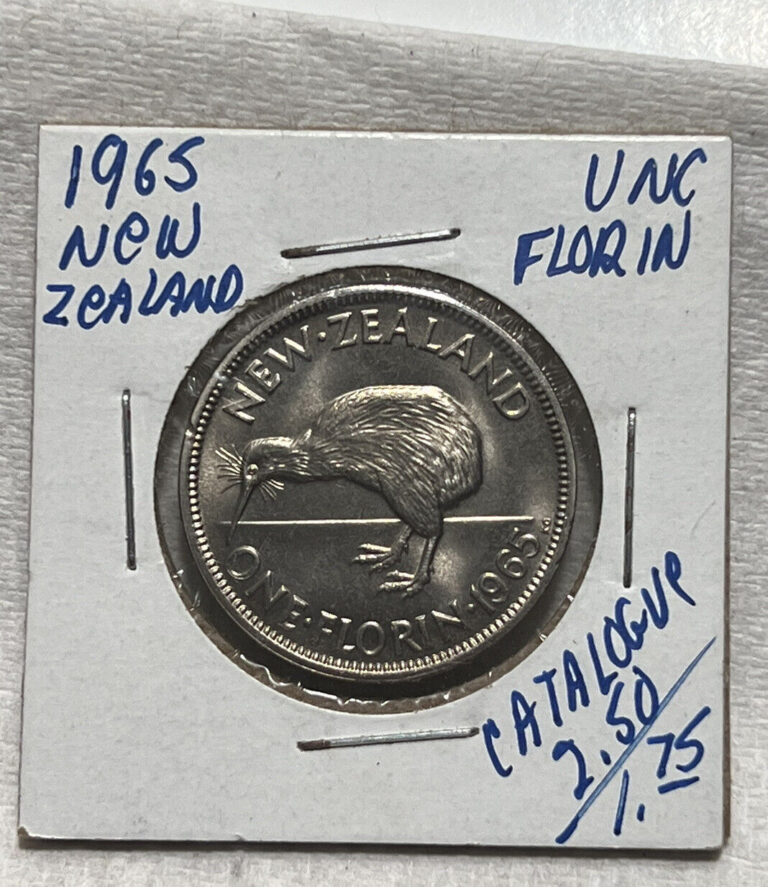 1965
NEW
ZEALAND
UNC
FLORIN
NEW·ZEALAND
ONE·FLORIN·1965
CATALOGUE
2.50
1.75